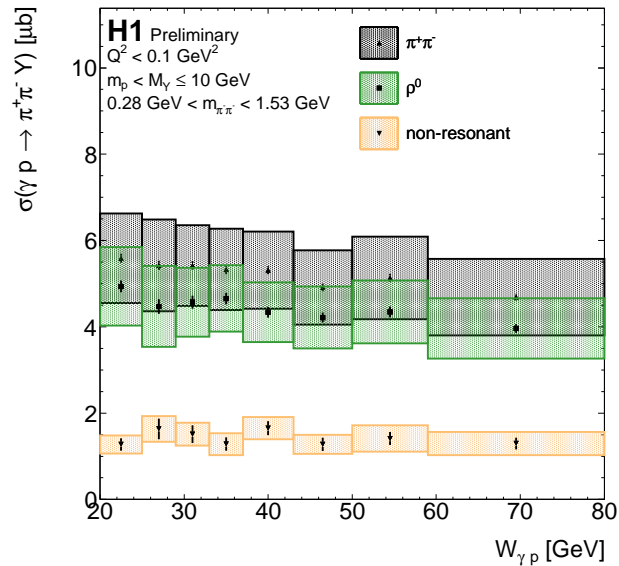 H1 Preliminary
Q² < 0.1 GeV²
m_p < M_Y ≤ 10 GeV
0.28 GeV < m_π⁺π⁻ < 1.53 GeV
π⁺π⁻
ρ⁰
non-resonant
σ(γ p → π⁺π⁻ Y) [μb]
10
8
6
4
2
0
20 30 40 50 60 70 80
W_γ p [GeV]